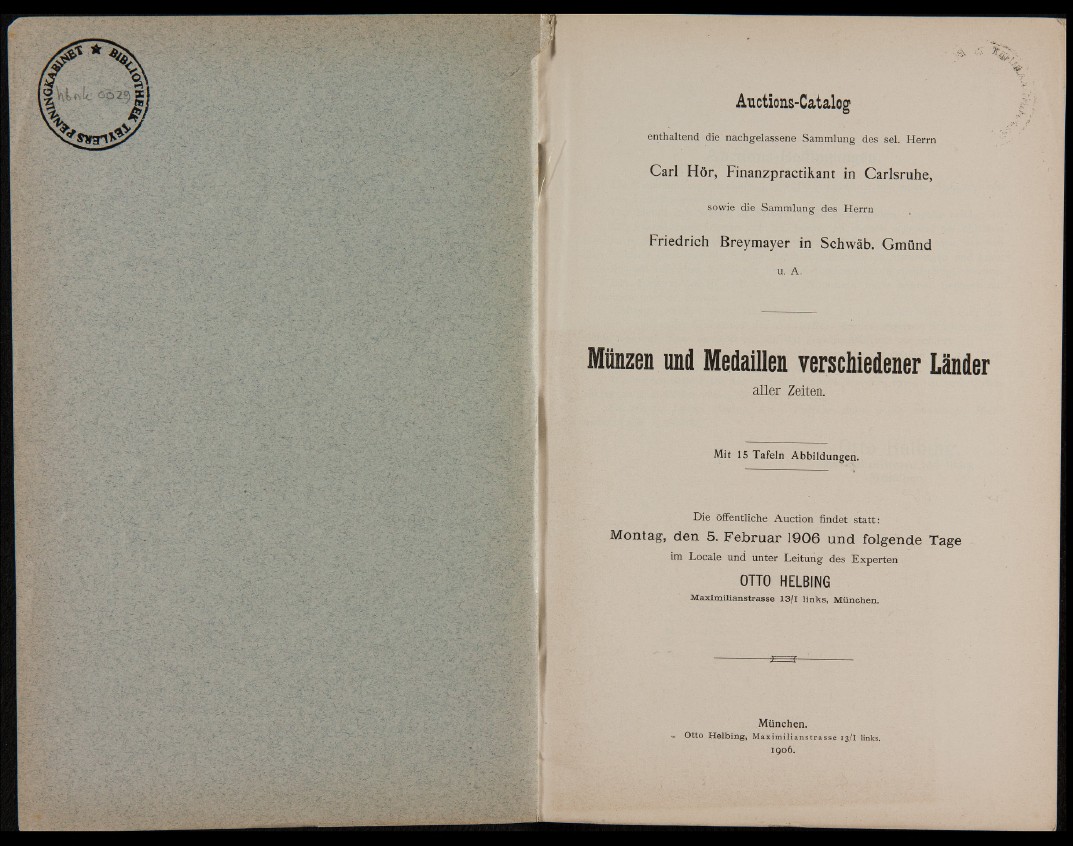 BIBLIOTHEEK TEYLERS PENNINGKABINET ★
Auctions-Catalog
enthaltend die nachgelassene Sammlung des sel. Herrn
Carl Hör, Finanzpractikant in Carlsruhe,
sowie die Sammlung des Herrn
Friedrich Breymayer in Schwäb. Gmünd
u. A.
Münzen und Medaillen verschiedener Länder
aller Zeiten.
Mit 15 Tafeln Abbildungen.
Die öffentliche Auction findet statt:
Montag, den 5. Februar 1906 und folgende Tage
im Locale und unter Leitung des Experten
OTTO HELBING
Maximilianstrasse 13/I links, München.
München.
Otto Helbing, Maximilianstrasse 13/I links.
1906.